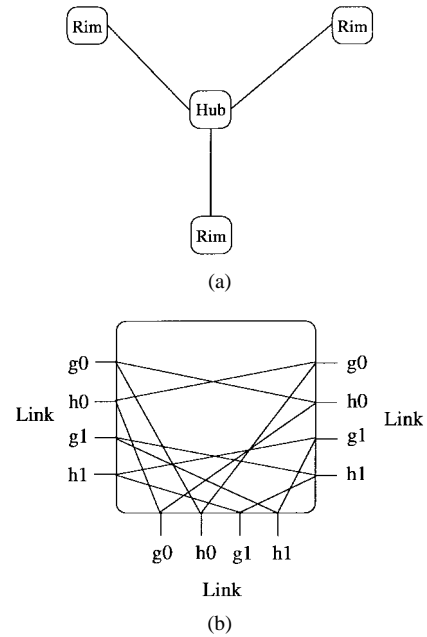 Rim Rim
Hub
Rim
(a)
g0 g0
h0 h0
Link Link
g1 g1
h1 h1
g0 h0 g1 h1
Link
(b)